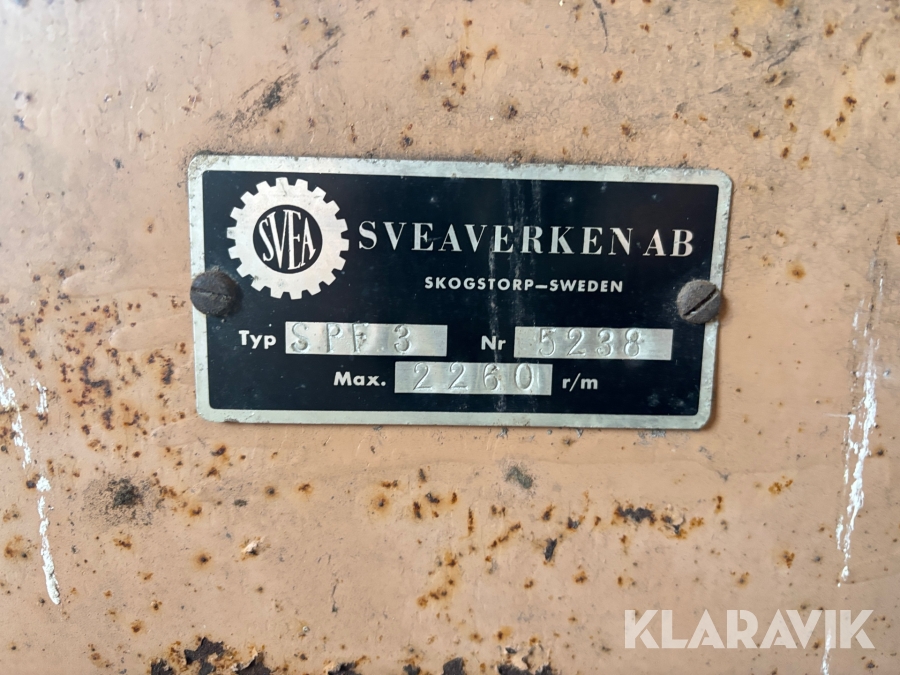 SVEA SVEAVERKEN AB
SKOGSTORP–SWEDEN
Typ SPF 3 Nr 5238
Max. 2260 r/m
KLARAVIK